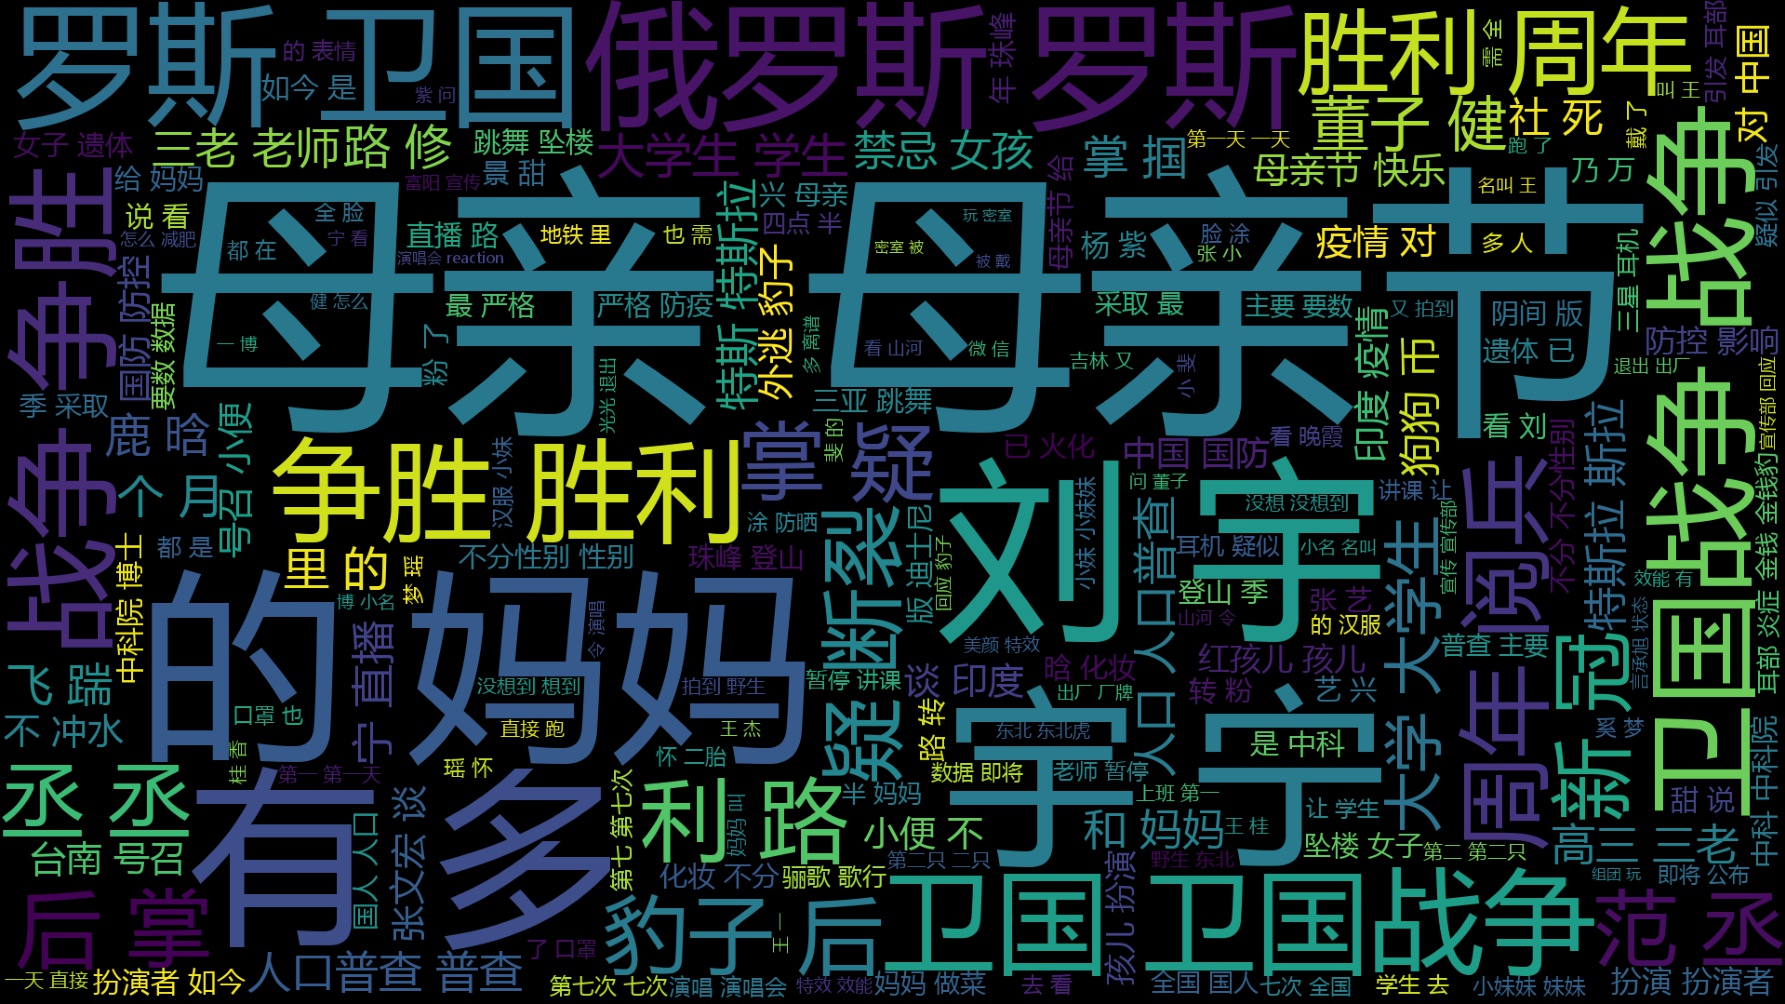 罗斯 卫国
俄罗斯 罗斯
胜利 周年
的 表情
如今 是
紫 问
年 珠峰
需 全
叫 王
引发 耳部
对 中国
女子 遗体
三老 老师
路 修
跳舞 坠楼
大学生 学生
禁忌 女孩
掌 掴
第一天 一天
董子 健
社 死
跑了
戴 了
母亲节 快乐
乃 万
给 妈妈
富阳 宣传
景 甜
兴 母亲
四点 半
母亲节 给
名叫 王
战争 胜
说 看
全 脸
怎么 减肥
都 在
宁 看
母亲 母亲节
直播 路
地铁 里
也 需
演唱会 reaction
特斯 特斯拉
外逃 豹子
玩 密室
密室 被
被 戴
杨 紫
脸 涂
张 小
疫情 对
多 人
疑似 引发
卫国 战争
国防 防控
要数 数据
健 怎么
最 严格
严格 防疫
采取 最
主要 要数
又 拍到
阴间 版
三星 耳机
防控 影响
一 博
粉 了
多 离谱
看 山河
微 信
吉林 又
小 斐
印度 疫情
狗狗 币
遗体 已
退出 出厂
季 采取
光光 退出
三亚 跳舞
宣传部 回应
鹿 晗
小便
号召
争胜 胜利
汉服 小妹
掌 疑
斐 的
已 火化
中国 国防
看 晚霞
看 刘
个 月
问 董子
没想 没想到
讲课 让
阅兵
周年
不分 不分性别
特斯拉 斯拉
金钱 金钱豹
都 是
中科院 博士
里 的
不分性别 性别
梦 瑶
珠峰 登山
涂 防晒
疑 断裂
版 迪士尼
回应 豹子
刘 宇
小妹 小妹妹
人口 人口普查
耳机 疑似
小名 名叫
宣传 宣传部
效能 有
战争 战争
博 小名
令 演唱
登山 季
张 艺
的 汉服
山河 令
大学 大学生
普查 主要
言承旭 状态
耳部 炎症
飞 踹
不 冲水
的 妈妈
宁 直播
口罩 也
没想到 想到
拍到 野生
直接 跑
王 杰
美颜 特效
暂停 讲课
谈 印度
晗 化妆
红孩儿 孩儿
转 粉
艺 兴
新 冠
出厂 厂牌
路 转
宇 宁
东北 东北虎
是 中科
奚 梦
桂 香
瑶 怀
怀 二胎
数据 即将
老师 暂停
中科 中科院
丞 丞
第一 第一天
有 多
张文宏 谈
国人 人口
第七 第七次
利 路
妈妈 叫
半 妈妈
小便 不
上班 第一
和 妈妈
王 桂
让 学生
坠楼 女子
第二 第二只
甜 说
高三 三老
台南 号召
化妆 不分
骊歌 歌行
第二只 二只
孩儿 扮演
野生 东北
组团 玩
即将 公布
后 掌
豹子 后
王 一
卫国 卫国战争
范 丞
了 口罩
一天 直接
扮演者 如今
人口普查 普查
第七次 七次
演唱 演唱会
特效 效能
妈妈 做菜
去 看
全国 国人
七次 全国
学生 去
小妹妹 妹妹
扮演 扮演者